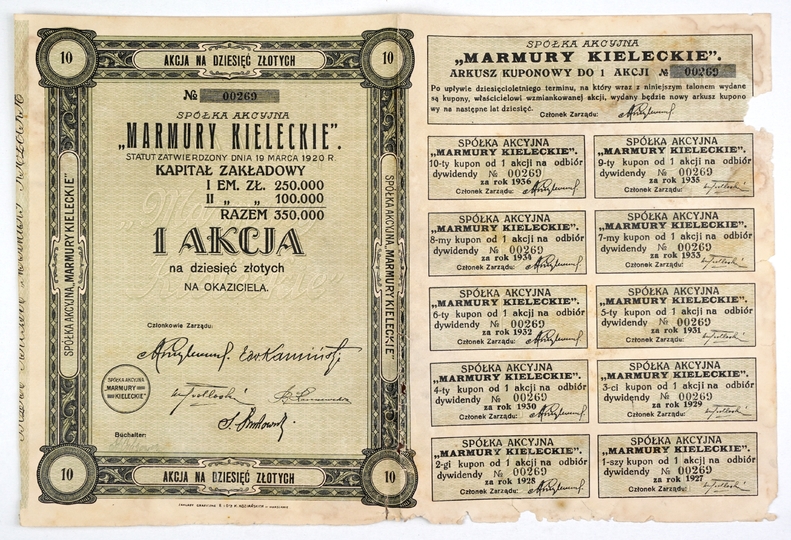 10
AKCJA NA DZIESIĘĆ ZŁOTYCH
10
№ 00269
SPÓŁKA AKCYJNA
„MARMURY KIELECKIE”.
STATUT ZATWIERDZONY DNIA 19 MARCA 1920 R.
KAPITAŁ ZAKŁADOWY
I EM. ZŁ. 250.000
II „ „ 100.000
RAZEM 350.000
1 AKCJA
na dziesięć złotych
NA OKAZICIELA.
Członkowie Zarządu:
SPÓŁKA AKCYJNA
MARMURY
KIELECKIE”
Buchalter:
SPÓŁKA AKCYJNA „MARMURY KIELECKIE”
SPÓŁKA AKCYJNA „MARMURY KIELECKIE”
10
AKCJA NA DZIESIĘĆ ZŁOTYCH
10
SPÓŁKA AKCYJNA
„MARMURY KIELECKIE”.
ARKUSZ KUPONOWY DO 1 AKCJI № 00269
Po upływie dziesięcioletniego terminu, na który wraz z niniejszym talonem wydane
są kupony, właścicielowi wzmiankowanej akcji, wydany będzie nowy arkusz kupono
wy na następne lat dziesięć.
Członek Zarządu:
SPÓŁKA AKCYJNA
„MARMURY KIELECKIE”.
10-ty kupon od 1 akcji na odbiór
dywidendy № 00269
za rok 1936
Członek Zarządu:
SPÓŁKA AKCYJNA
„MARMURY KIELECKIE”.
9-ty kupon od 1 akcji na odbiór
dywidendy № 00269
za rok 1935
Członek Zarządu:
SPÓŁKA AKCYJNA
„MARMURY KIELECKIE”.
8-my kupon od 1 akcji na odbiór
dywidendy № 00269
za rok 1934
Członek Zarządu:
SPÓŁKA AKCYJNA
„MARMURY KIELECKIE”.
7-my kupon od 1 akcji na odbiór
dywidendy № 00269
za rok 1933
Członek Zarządu:
SPÓŁKA AKCYJNA
„MARMURY KIELECKIE”.
6-ty kupon od 1 akcji na odbiór
dywidendy № 00269
za rok 1932
Członek Zarządu:
SPÓŁKA AKCYJNA
„MARMURY KIELECKIE”.
5-ty kupon od 1 akcji na odbiór
dywidendy № 00269
za rok 1931
Członek Zarządu:
SPÓŁKA AKCYJNA
„MARMURY KIELECKIE”.
4-ty kupon od 1 akcji na odbiór
dywidendy № 00269
za rok 1930
Członek Zarządu:
SPÓŁKA AKCYJNA
„MARMURY KIELECKIE”.
3-ci kupon od 1 akcji na odbiór
dywidendy № 00269
za rok 1929
Członek Zarządu:
SPÓŁKA AKCYJNA
„MARMURY KIELECKIE”.
2-gi kupon od 1 akcji na odbiór
dywidendy № 00269
za rok 1928
Członek Zarządu:
SPÓŁKA AKCYJNA
„MARMURY KIELECKIE”.
1-szy kupon od 1 akcji na odbiór
dywidendy № 00269
za rok 1927
Członek Zarządu: